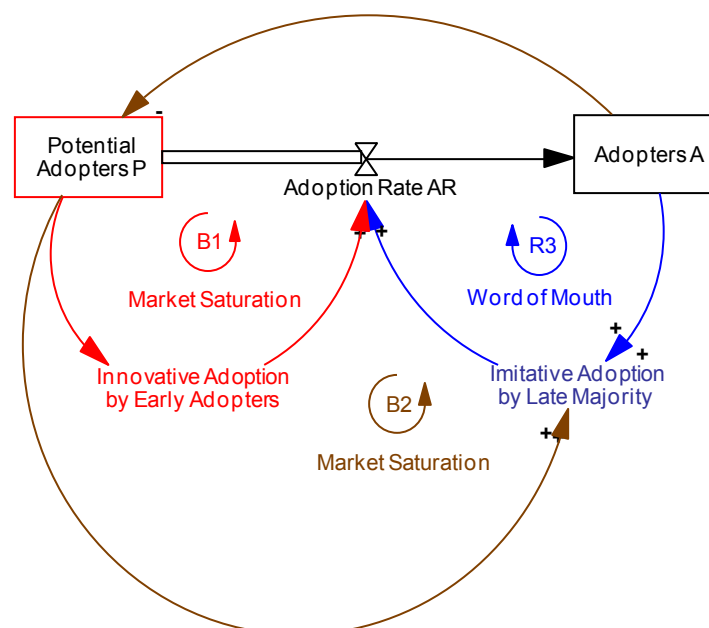 -
Potential
Adopters P
Adopters A
Adoption Rate AR
+ +
B1
R3
Market Saturation
Word of Mouth
+
+
Innovative Adoption
by Early Adopters
Imitative Adoption
by Late Majority
B2
++
Market Saturation